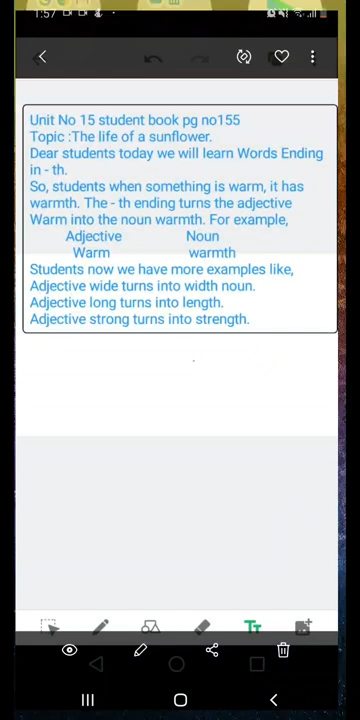 1:57
Unit No 15 student book pg no155
Topic :The life of a sunflower.
Dear students today we will learn Words Ending
in - th.
So, students when something is warm, it has
warmth. The - th ending turns the adjective
Warm into the noun warmth. For example,
Adjective Noun
Warm warmth
Students now we have more examples like,
Adjective wide turns into width noun.
Adjective long turns into length.
Adjective strong turns into strength.